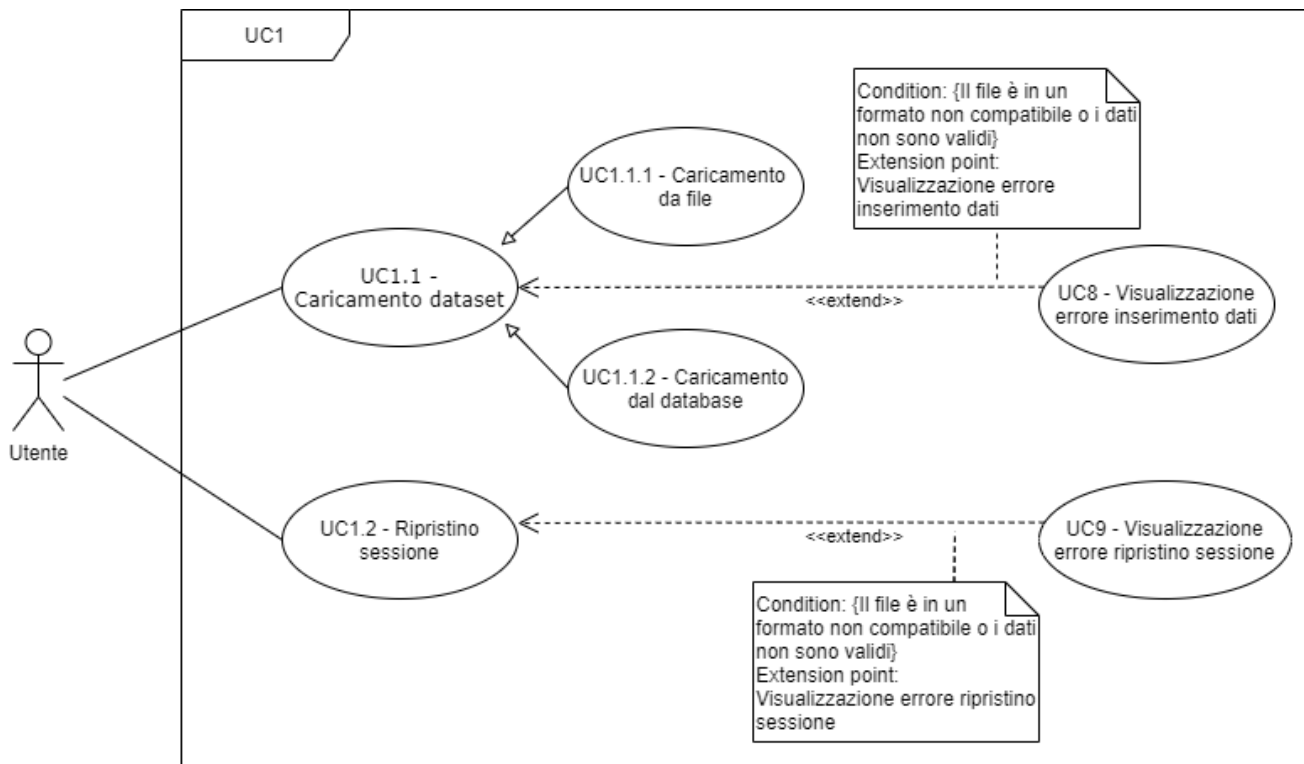 UC1
Condition: {Il file è in un
formato non compatibile o i dati
non sono validi}
Extension point:
Visualizzazione errore
inserimento dati
UC1.1.1 - Caricamento
da file
UC1.1 -
Caricamento dataset
<<extend>>
UC8 - Visualizzazione
errore inserimento dati
UC1.1.2 - Caricamento
dal database
Utente
UC1.2 - Ripristino
sessione
<<extend>>
UC9 - Visualizzazione
errore ripristino sessione
Condition: {Il file è in un
formato non compatibile o i dati
non sono validi}
Extension point:
Visualizzazione errore ripristino
sessione